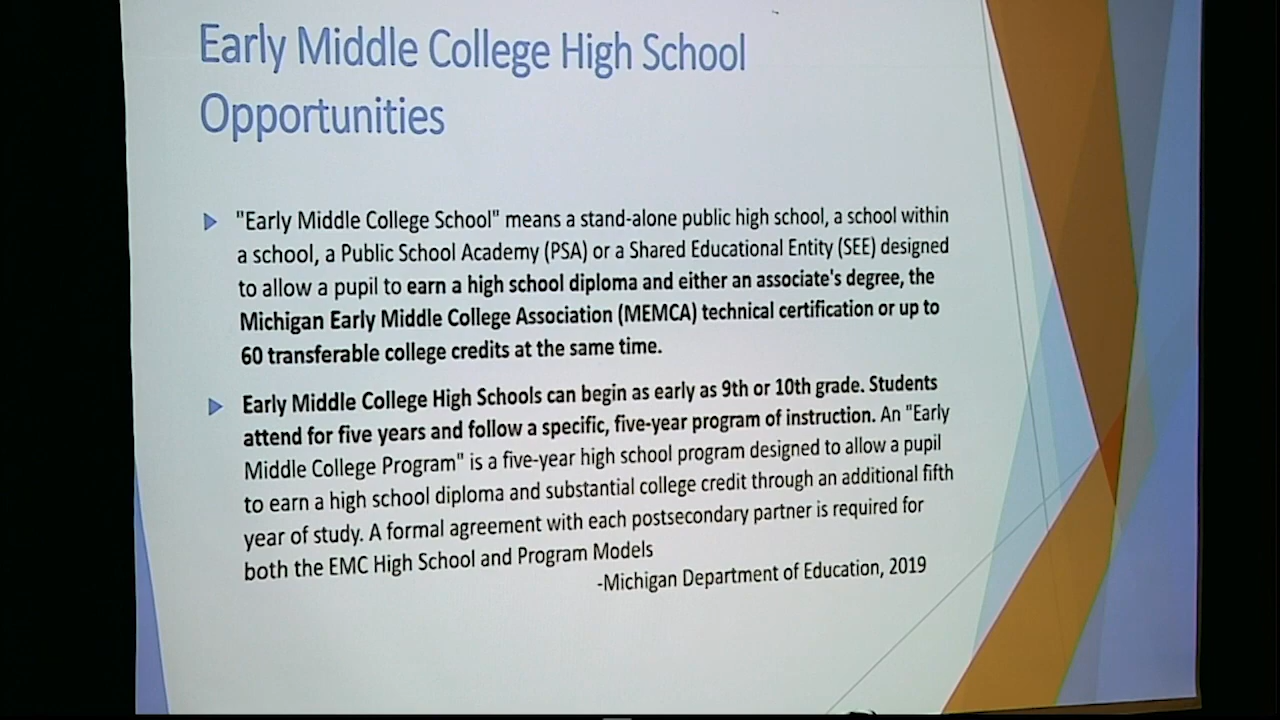 Early Middle College High School
Opportunities
"Early Middle College School" means a stand-alone public high school, a school within
a school, a Public School Academy (PSA) or a Shared Educational Entity (SEE) designed
to allow a pupil to earn a high school diploma and either an associate's degree, the
Michigan Early Middle College Association (MEMCA) technical certification or up to
60 transferable college credits at the same time.
Early Middle College High Schools can begin as early as 9th or 10th grade. Students
attend for five years and follow a specific, five-year program of instruction. An "Early
Middle College Program" is a five-year high school program designed to allow a pupil
to earn a high school diploma and substantial college credit through an additional fifth
year of study. A formal agreement with each postsecondary partner is required for
both the EMC High School and Program Models
-Michigan Department of Education, 2019